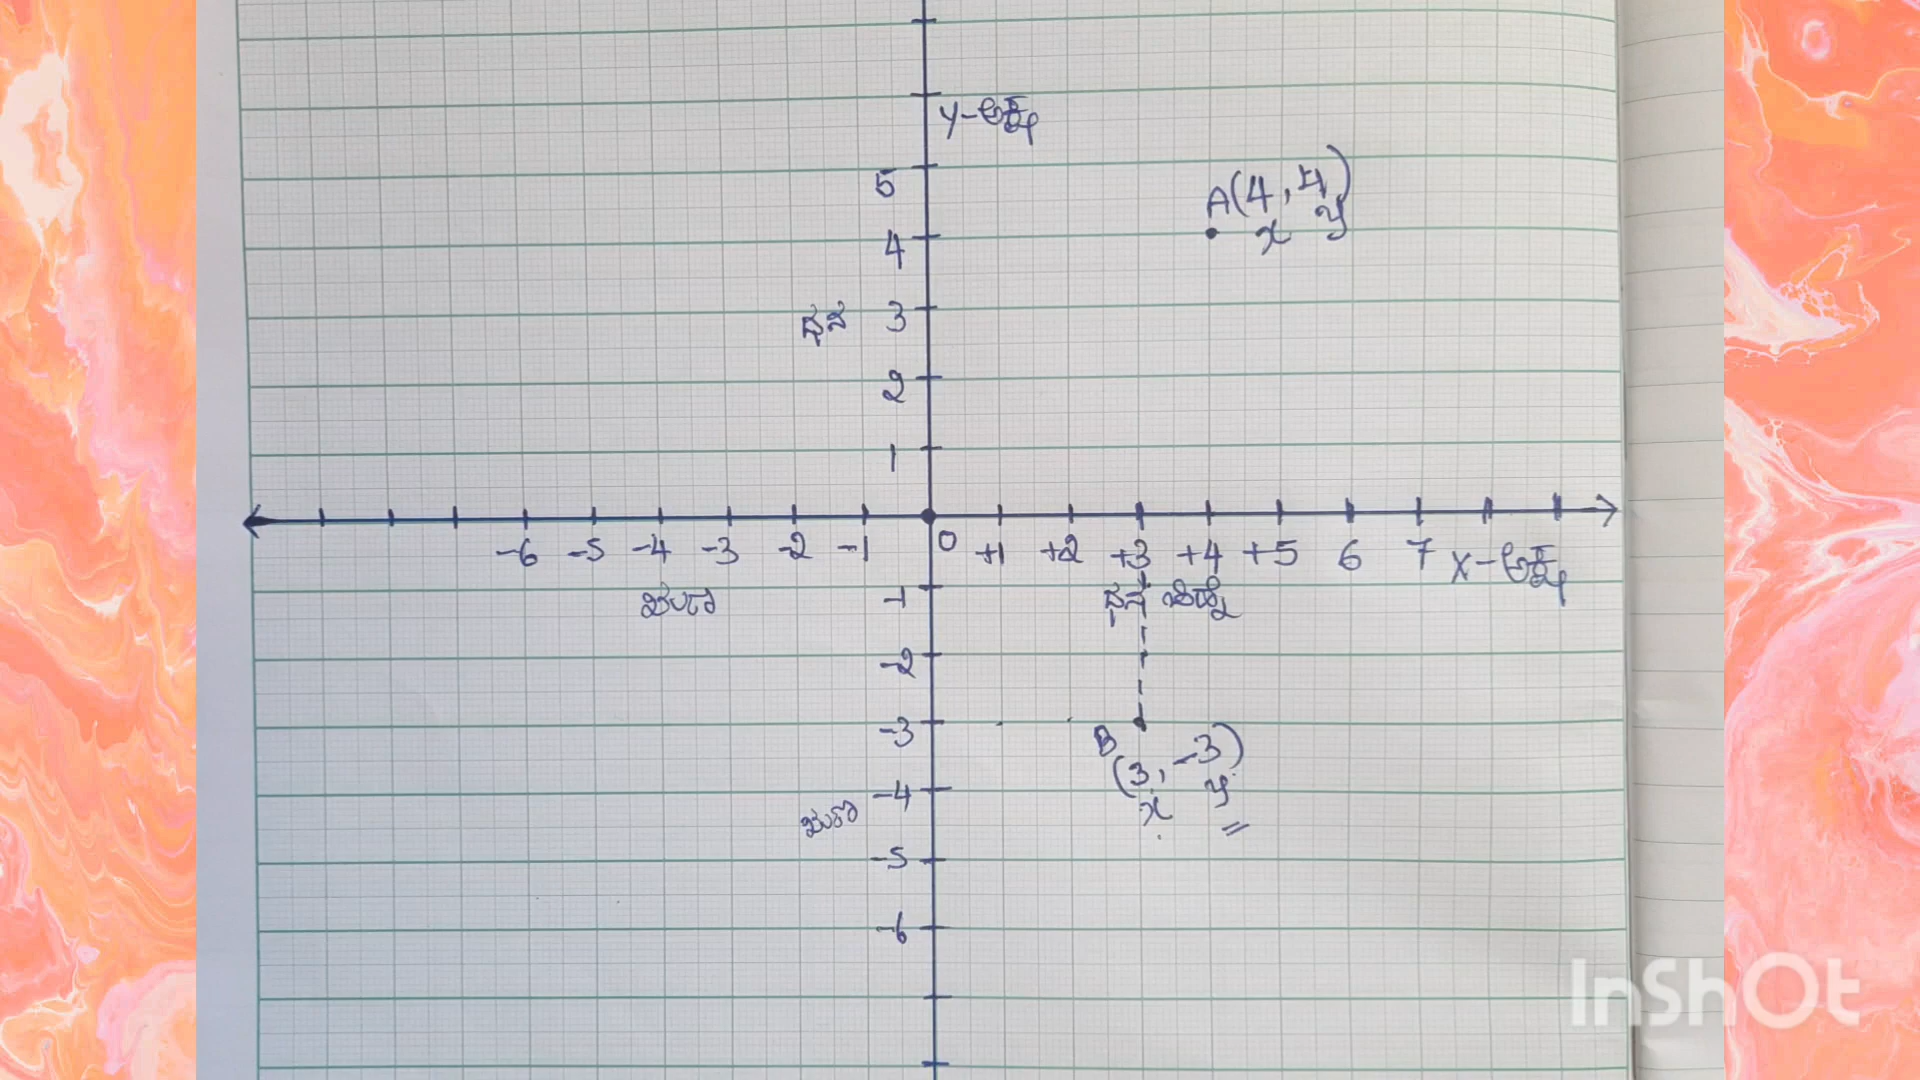 y-ಅಕ್ಷ
A(4, 4)
x y
5
4
ಧನ 3
2
1
-6 -5 -4 -3 -2 -1 0 +1 +2 +3 +4 +5 6 7 x-ಅಕ್ಷ
ಋಣ -1 ಧನ
-2
-3
B
(3, -3)
x y
ಋಣ -4
-5
-6
InShOt